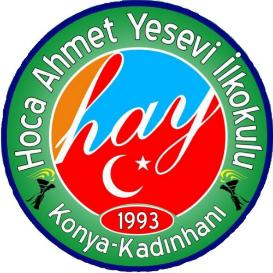 Hoca Ahmet Yesevi İlkokulu
hay
1993
Konya-Kadınhanı